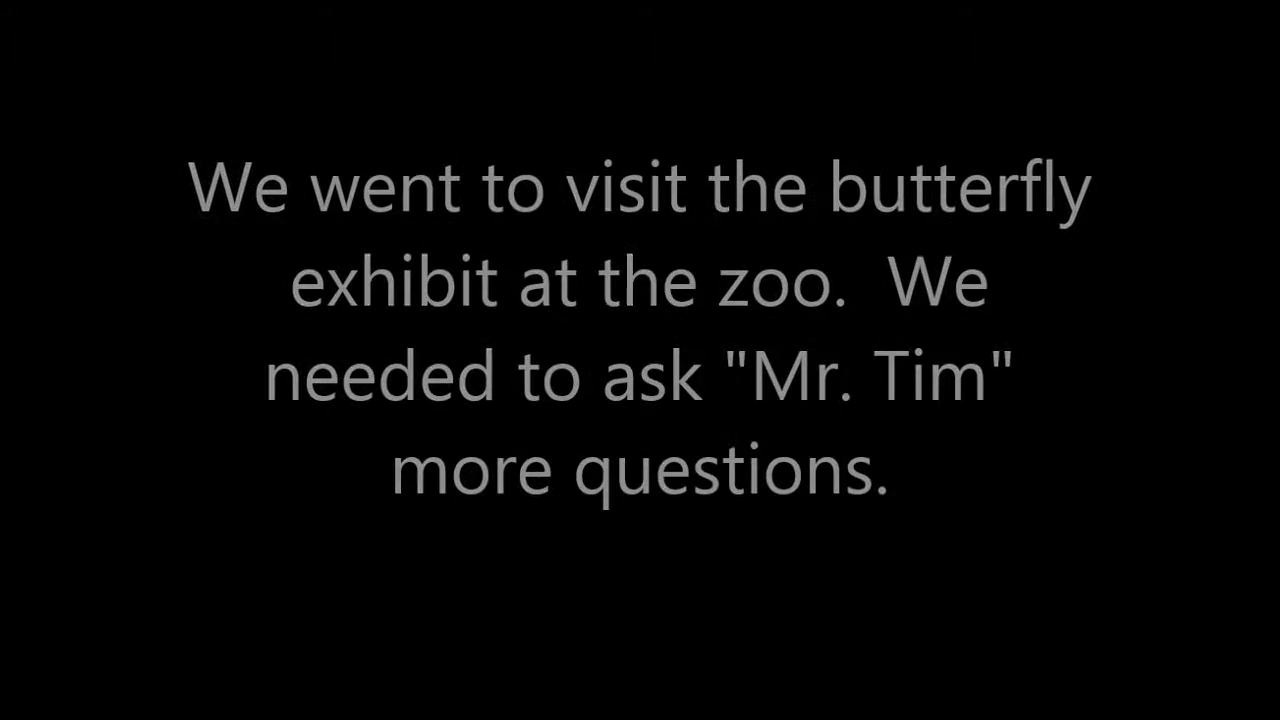 We went to visit the butterfly
exhibit at the zoo.  We
needed to ask "Mr. Tim"
more questions.